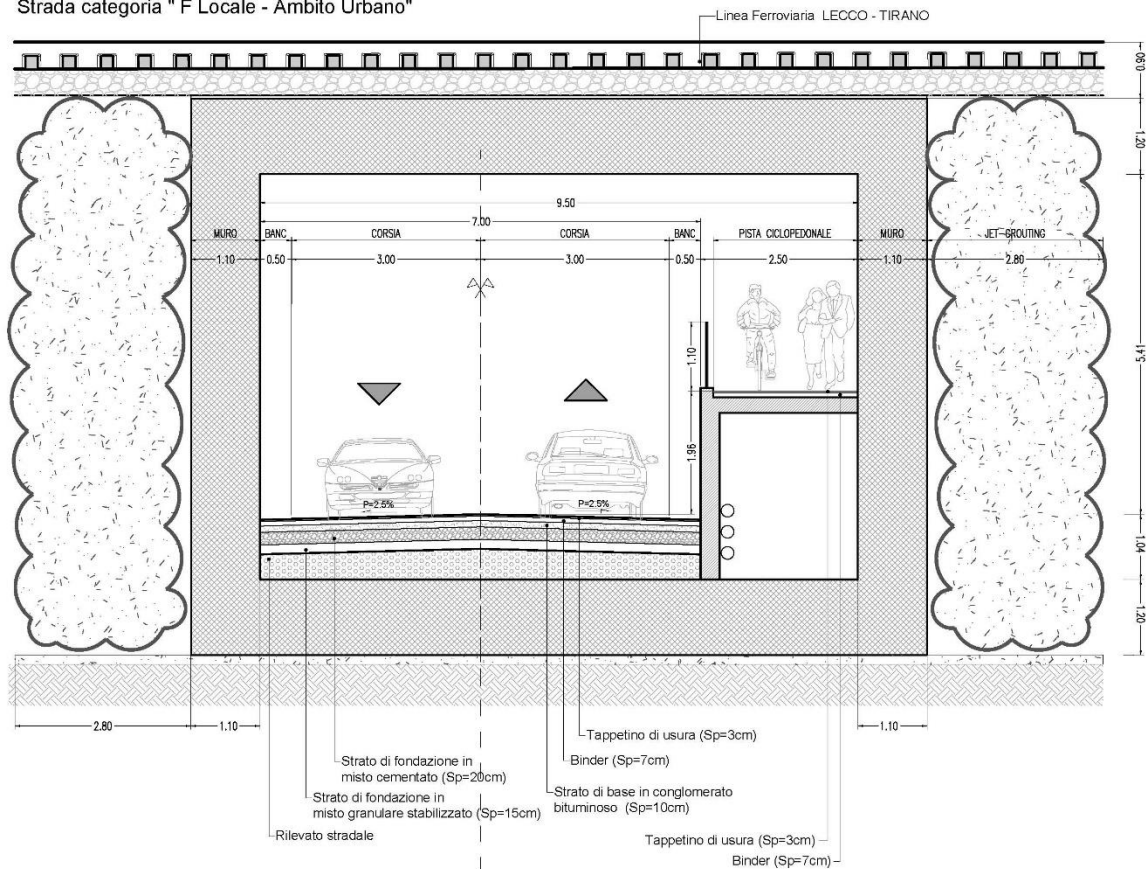 Strada categoria " F Locale - Ambito Urbano"
Linea Ferroviaria LECCO - TIRANO
0.90
1.20
9.50
7.00
MURO BANC CORSIA CORSIA BANC PISTA CICLOPEDONALE MURO JET-GROUTING
1.10 0.50 3.00 3.00 0.50 2.50 1.10 2.80
1.10
5.41
1.96
P=2.5% P=2.5%
1.04
1.20
2.80 1.10 1.10
Tappetino di usura (Sp=3cm)
Strato di fondazione in
misto cementato (Sp=20cm)
Binder (Sp=7cm)
Strato di fondazione in
misto granulare stabilizzato (Sp=15cm)
Strato di base in conglomerato
bituminoso (Sp=10cm)
Rilevato stradale
Tappetino di usura (Sp=3cm)
Binder (Sp=7cm)